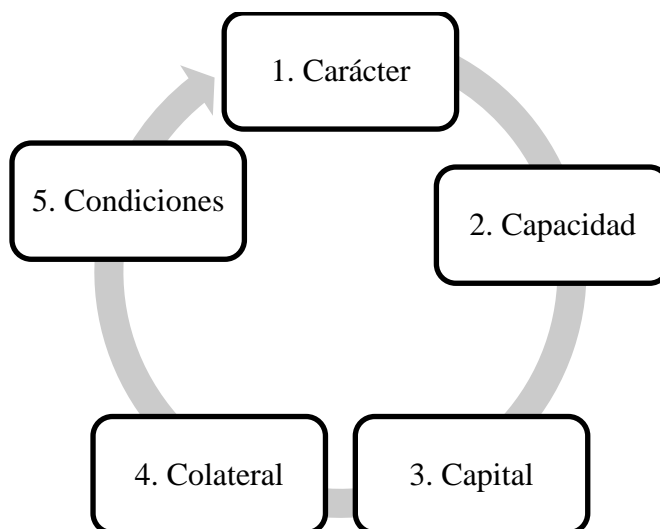 1. Carácter
2. Capacidad
3. Capital
4. Colateral
5. Condiciones